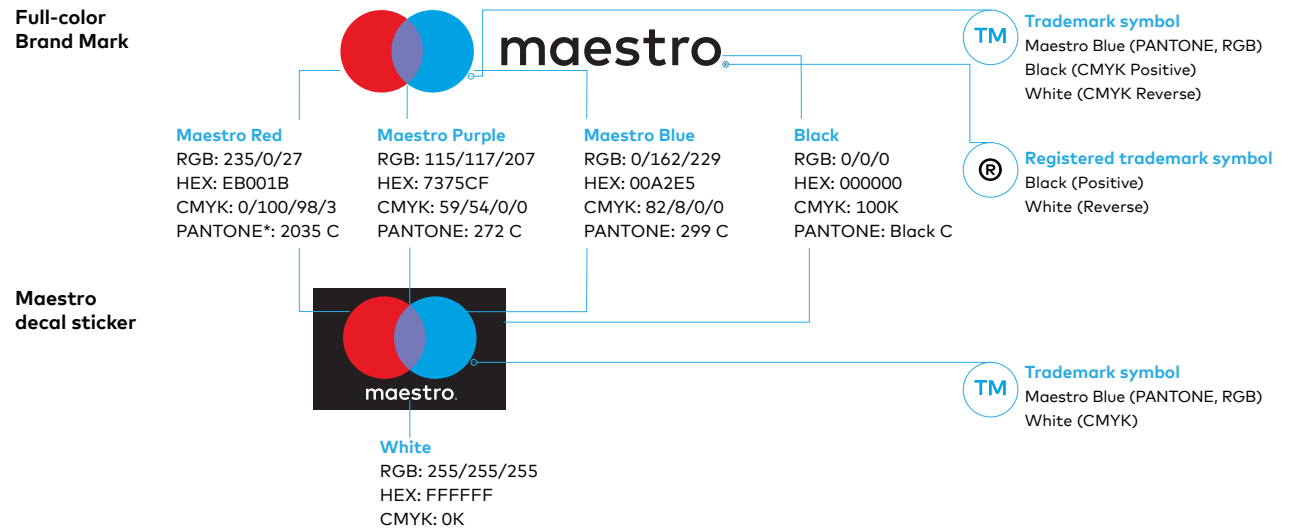 Full-color
Brand Mark
maestro®
TM
Trademark symbol
Maestro Blue (PANTONE, RGB)
Black (CMYK Positive)
White (CMYK Reverse)
Maestro Red
RGB: 235/0/27
HEX: EB001B
CMYK: 0/100/98/3
PANTONE*: 2035 C
Maestro Purple
RGB: 115/117/207
HEX: 7375CF
CMYK: 59/54/0/0
PANTONE: 272 C
Maestro Blue
RGB: 0/162/229
HEX: 00A2E5
CMYK: 82/8/0/0
PANTONE: 299 C
Black
RGB: 0/0/0
HEX: 000000
CMYK: 100K
PANTONE: Black C
®
Registered trademark symbol
Black (Positive)
White (Reverse)
Maestro
decal sticker
maestro
TM
Trademark symbol
Maestro Blue (PANTONE, RGB)
White (CMYK)
White
RGB: 255/255/255
HEX: FFFFFF
CMYK: 0K